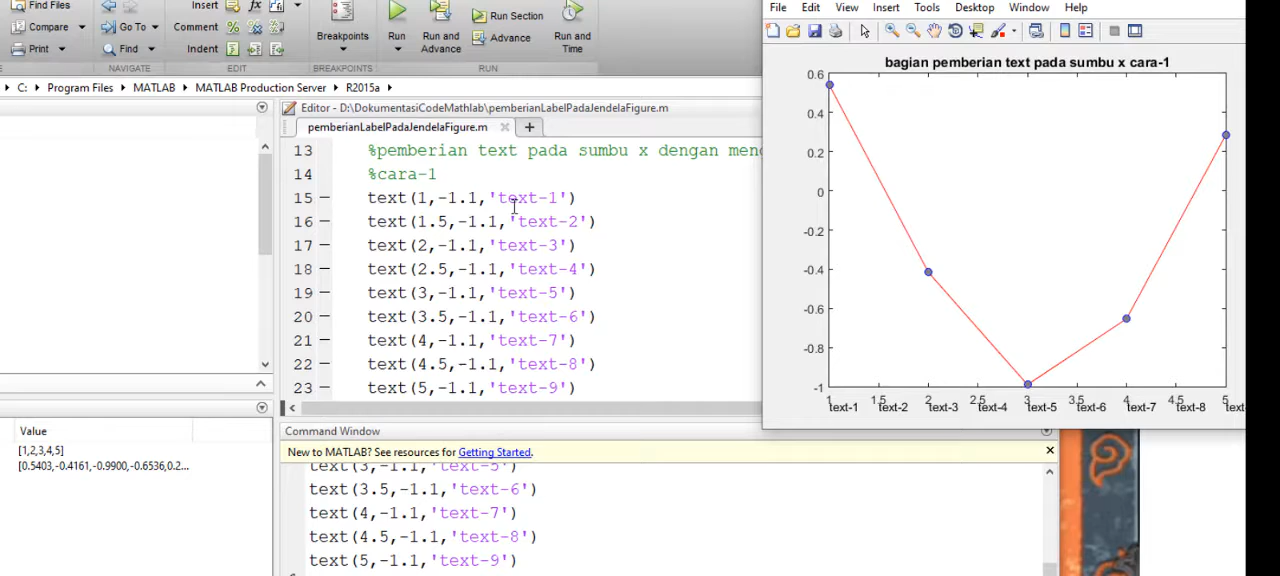 Find Files
Insert
fx
Compare
Go To
Comment
Print
Find
Indent
Breakpoints
Run
Run and
Advance
Run Section
Advance
Run and
Time
NAVIGATE
EDIT
BREAKPOINTS
RUN
C: Program Files MATLAB MATLAB Production Server R2015a
Editor - D:\DokumentasiCodeMathlab\pemberianLabelPadaJendelaFigure.m
pemberianLabelPadaJendelaFigure.m
13 %pemberian text pada sumbu x dengan
14 %cara-1
15 text(1,-1.1,'text-1')
16 text(1.5,-1.1,'text-2')
17 text(2,-1.1,'text-3')
18 text(2.5,-1.1,'text-4')
19 text(3,-1.1,'text-5')
20 text(3.5,-1.1,'text-6')
21 text(4,-1.1,'text-7')
22 text(4.5,-1.1,'text-8')
23 text(5,-1.1,'text-9')
Value
[1,2,3,4,5]
[0.5403,-0.4161,-0.9900,-0.6536,0.2...
Command Window
New to MATLAB? See resources for Getting Started.
text(3,-1.1,'text-5')
text(3.5,-1.1,'text-6')
text(4,-1.1,'text-7')
text(4.5,-1.1,'text-8')
text(5,-1.1,'text-9')
File Edit View Insert Tools Desktop Window Help
bagian pemberian text pada sumbu x cara-1
0.6
0.4
0.2
0
-0.2
-0.4
-0.6
-0.8
-1
1 1.5 2 2.5 3 3.5 4 4.5 5
text-1 text-2 text-3 text-4 text-5 text-6 text-7 text-8 text-